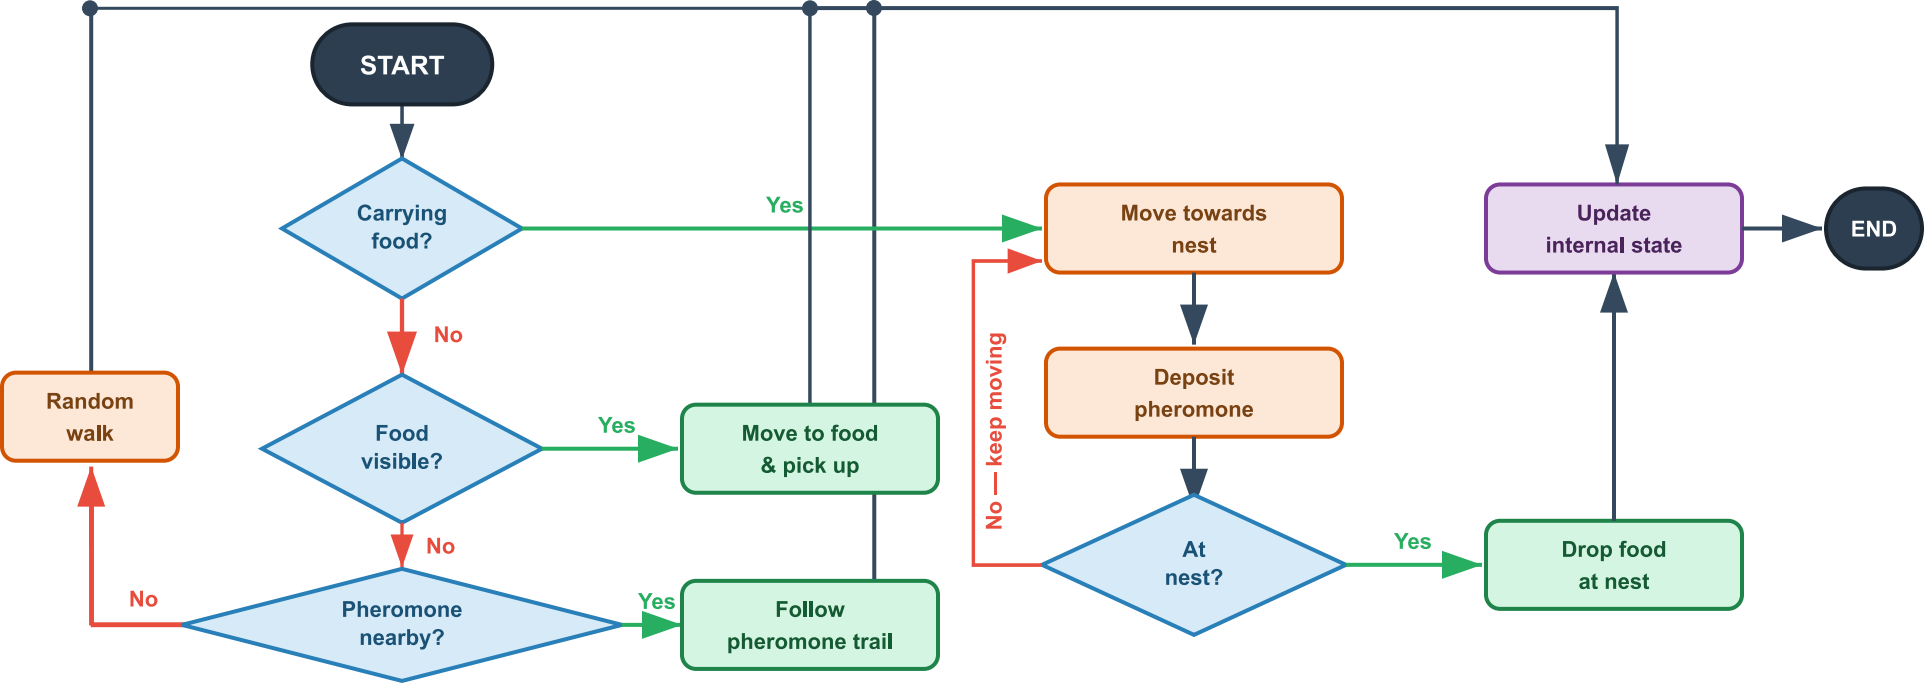 START
Carrying
food?
Yes
No
Food
visible?
Yes
No
Pheromone
nearby?
No
Yes
Random
walk
Move to food
& pick up
Follow
pheromone trail
Move towards
nest
Deposit
pheromone
No — keep moving
At
nest?
Yes
Drop food
at nest
Update
internal state
END